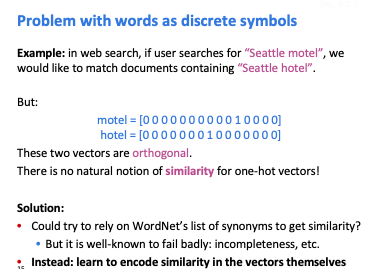 Problem with words as discrete symbols
Example: in web search, if user searches for “Seattle motel”, we
would like to match documents containing “Seattle hotel”.
But:
motel = [0 0 0 0 0 0 0 0 0 0 1 0 0 0 0]
hotel = [0 0 0 0 0 0 0 1 0 0 0 0 0 0 0]
These two vectors are orthogonal.
There is no natural notion of similarity for one-hot vectors!
Solution:
• Could try to rely on WordNet’s list of synonyms to get similarity?
• But it is well-known to fail badly: incompleteness, etc.
• Instead: learn to encode similarity in the vectors themselves